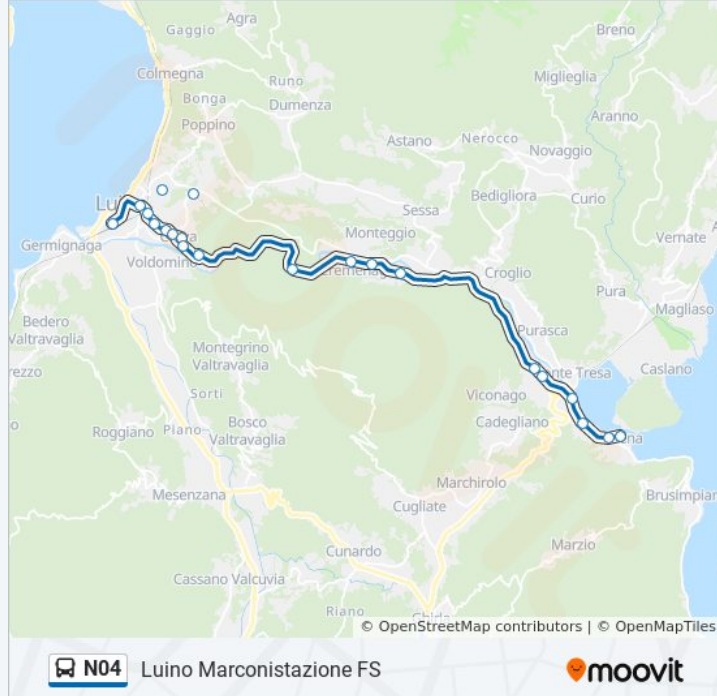 Breno
Gaggio
Agra
Colmegna
Runo
Miglieglia
Bonga
Dumenza
Aranno
Poppino
Astano
Nerocco
Novaggio
Bedigliora
Curio
Sessa
Germignaga
Monteggio
Vernate
Voldomino
Croglio
Pura
Magliaso
Bedero
Valtravaglia
Purasca
Montegrino
Valtravaglia
Caslano
Sorti
Viconago
Roggiano
Piano
Bosco
Valtravaglia
Cadegliano
Marchirolo
Mesenzana
Brusimpian
Cugliate
Marzio
Cunardo
Cassano Valcuvia
Riano
© OpenStreetMap contributors | © OpenMapTiles
N04 Luino Marconistazione FS
moovit